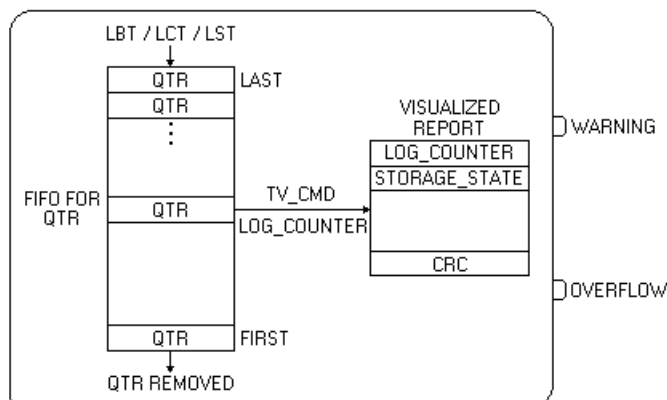 LBT / LCT / LST
QTR
LAST
QTR
VISUALIZED
REPORT
WARNING
LOG_COUNTER
STORAGE_STATE
FIFO FOR
QTR
QTR
TV_CMD
LOG_COUNTER
CRC
OVERFLOW
QTR
FIRST
QTR REMOVED